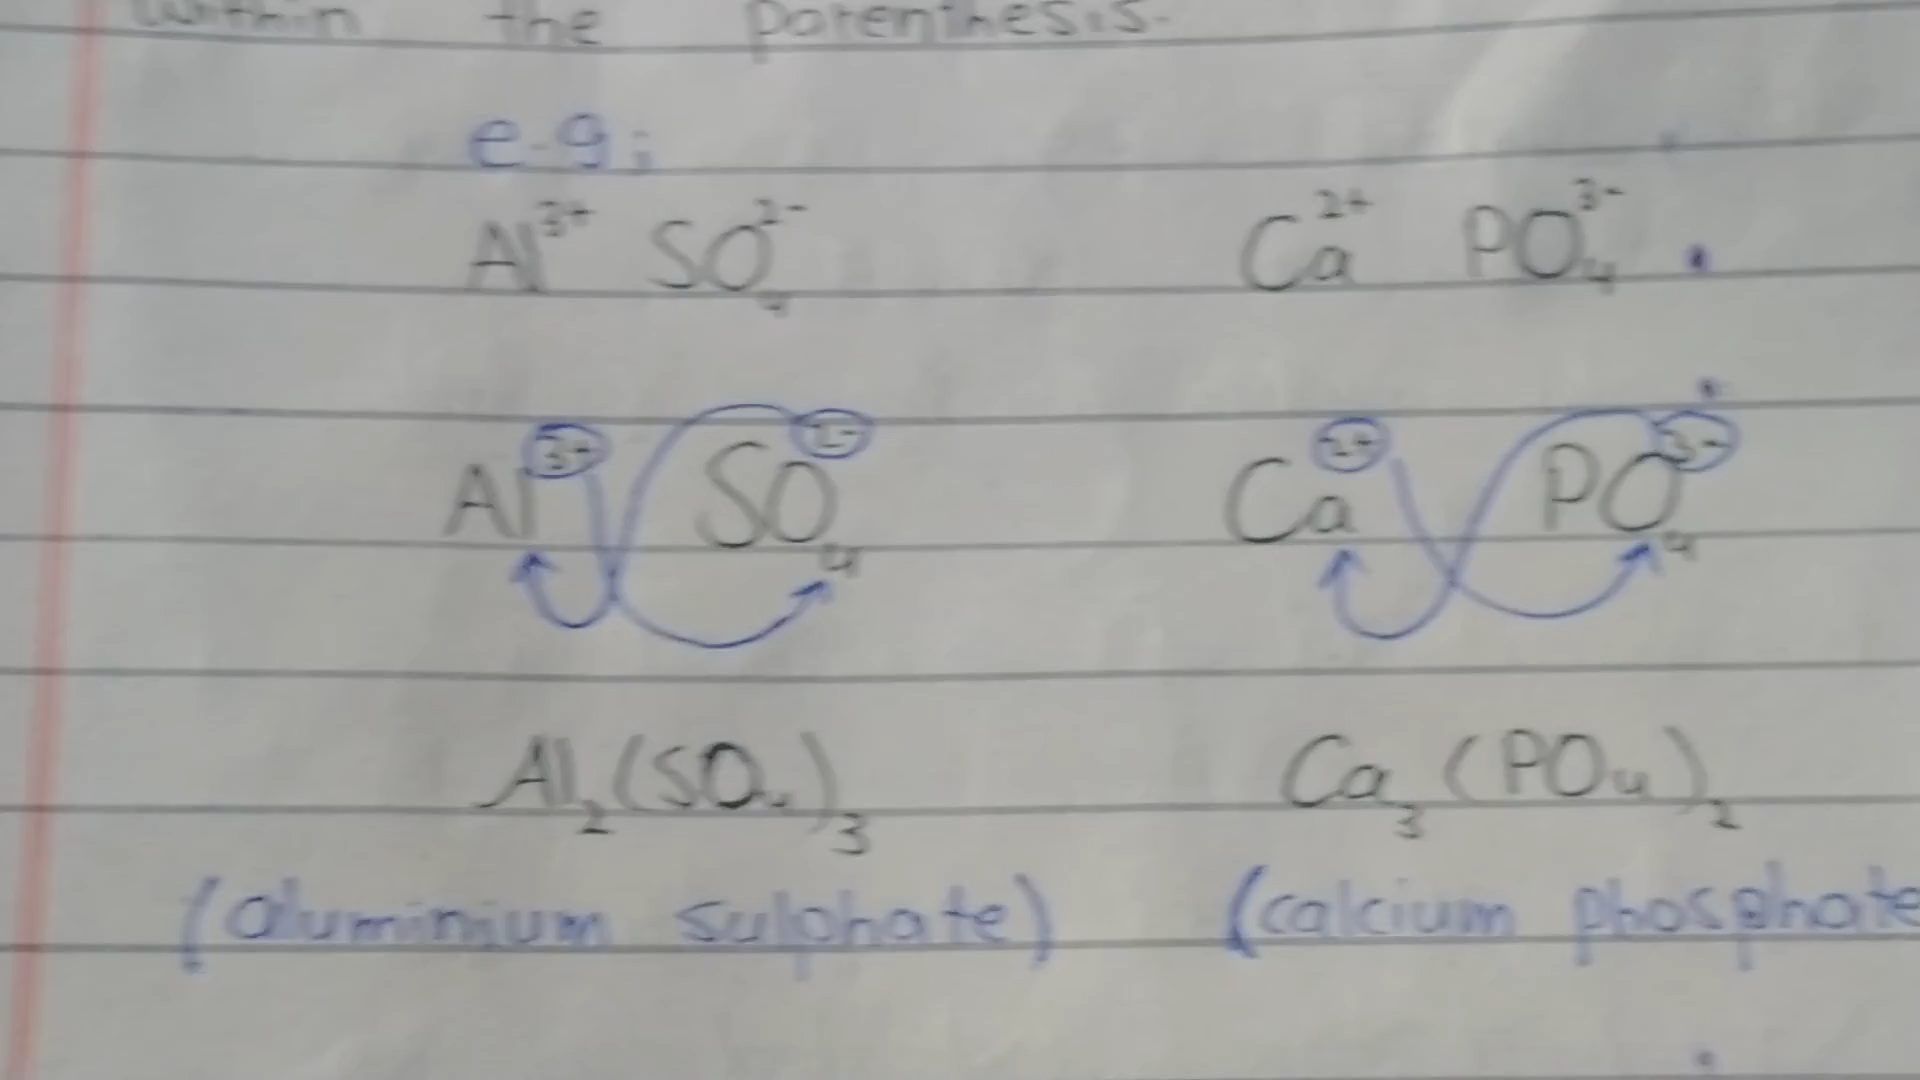 within the parenthesis.
e.g;
Al³⁺ SO₄²⁻ Ca²⁺ PO₄³⁻
Al³⁺ SO₄²⁻ Ca²⁺ PO₄³⁻
Al₂(SO₄)₃ Ca₃(PO₄)₂
(aluminium sulphate) (calcium phosphate